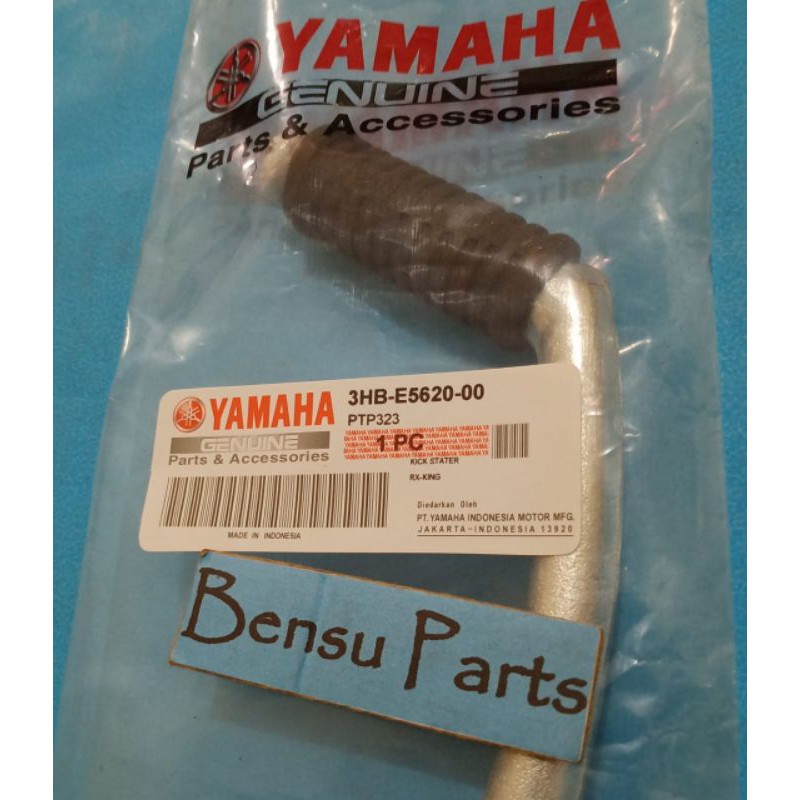 YAMAHA
GENUINE
Parts & Accessories
YAMAHA
GENUINE
Parts & Accessories
3HB-E5620-00
PTP323
1 PC
KICK STATER
RX-KING
MADE IN INDONESIA
Diedarkan Oleh
PT.YAMAHA INDONESIA MOTOR MFG.
JAKARTA-INDONESIA 13920
Bensu Parts